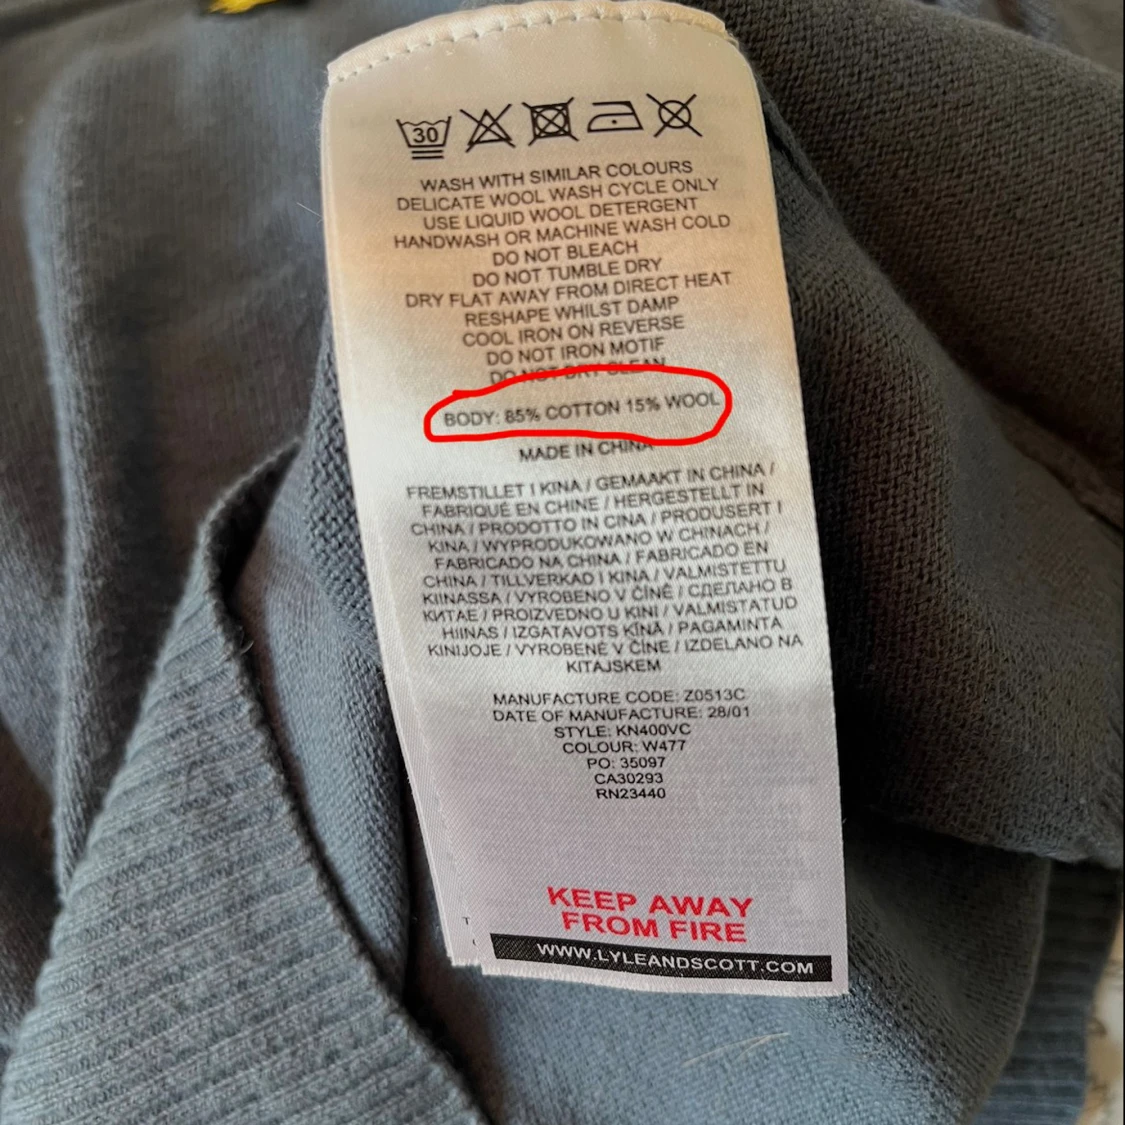 30
WASH WITH SIMILAR COLOURS
DELICATE WOOL WASH CYCLE ONLY
USE LIQUID WOOL DETERGENT
HANDWASH OR MACHINE WASH COLD
DO NOT BLEACH
DO NOT TUMBLE DRY
DRY FLAT AWAY FROM DIRECT HEAT
RESHAPE WHILST DAMP
COOL IRON ON REVERSE
DO NOT IRON MOTIF
DO NOT DRY CLEAN
BODY: 85% COTTON 15% WOOL
MADE IN CHINA
FREMSTILLET I KINA / GEMAAKT IN CHINA /
FABRIQUÉ EN CHINE / HERGESTELLT IN
CHINA / PRODOTTO IN CINA / PRODUSERT I
KINA / WYPRODUKOWANO W CHINACH /
FABRICADO NA CHINA / FABRICADO EN
CHINA / TILLVERKAD I KINA / VALMISTETTU
KIINASSA / VYROBENO V ČÍNĚ / СДЕЛАНО В
КИТАЕ / PROIZVEDNO U KINI / VALMISTATUD
HIINAS / IZGATAVOTS ĶĪNĀ / PAGAMINTA
KINIJOJE / VYROBENÉ V ČÍNE / IZDELANO NA
KITAJSKEM
MANUFACTURE CODE: Z0513C
DATE OF MANUFACTURE: 28/01
STYLE: KN400VC
COLOUR: W477
PO: 35097
CA30293
RN23440
KEEP AWAY
FROM FIRE
WWW.LYLEANDSCOTT.COM